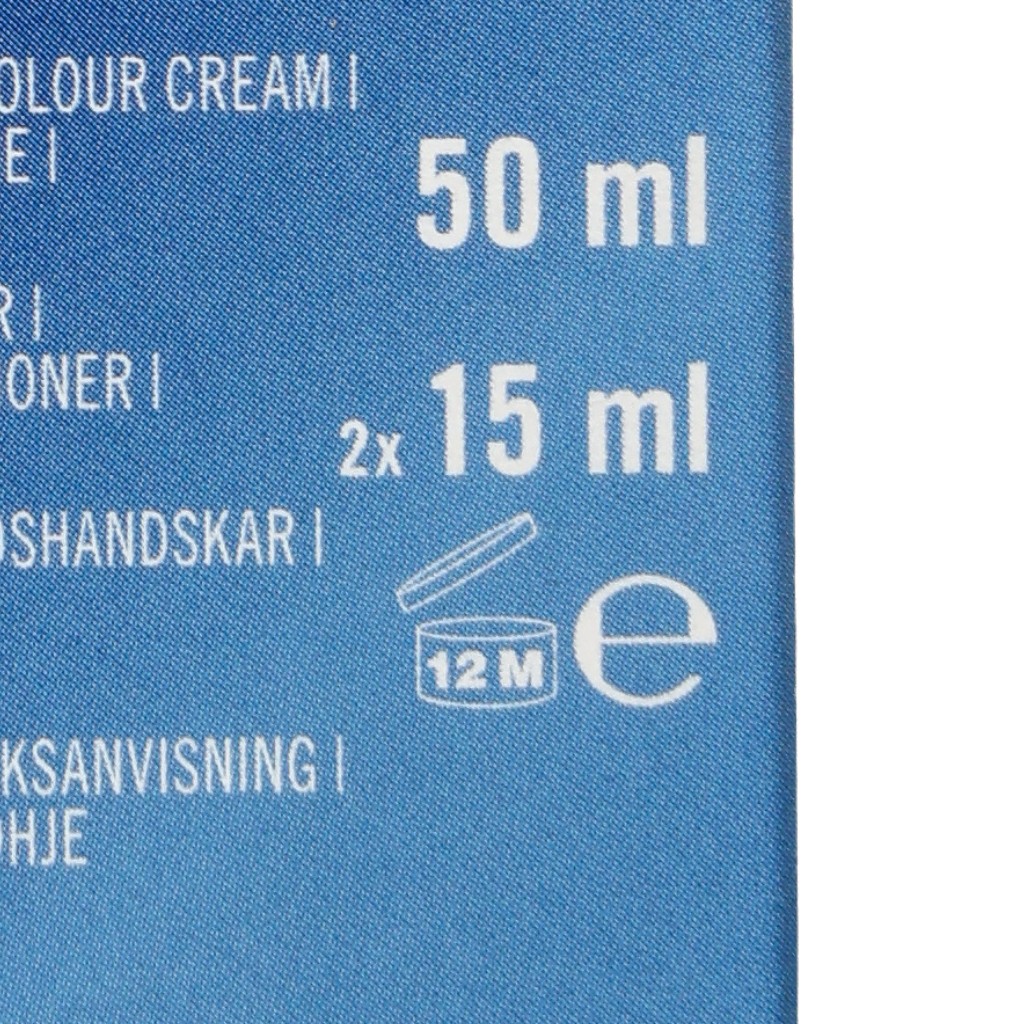 OLOUR CREAM |
E |
50 ml
R |
ONER |
2x 15 ml
OSHANDSKAR |
12 M e
KSANVISNING |
OHJE